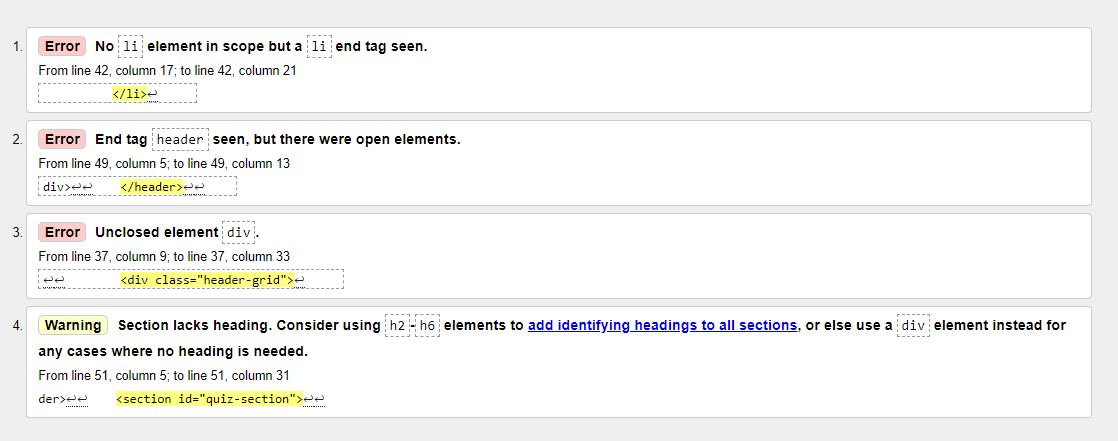 1. Error No li element in scope but a li end tag seen.
From line 42, column 17; to line 42, column 21
</li>↩
2. Error End tag header seen, but there were open elements.
From line 49, column 5; to line 49, column 13
div>↩↩ </header>↩↩
3. Error Unclosed element div.
From line 37, column 9; to line 37, column 33
↩↩ <div class="header-grid">↩
4. Warning Section lacks heading. Consider using h2-h6 elements to add identifying headings to all sections, or else use a div element instead for
any cases where no heading is needed.
From line 51, column 5; to line 51, column 31
der>↩↩ <section id="quiz-section">↩↩